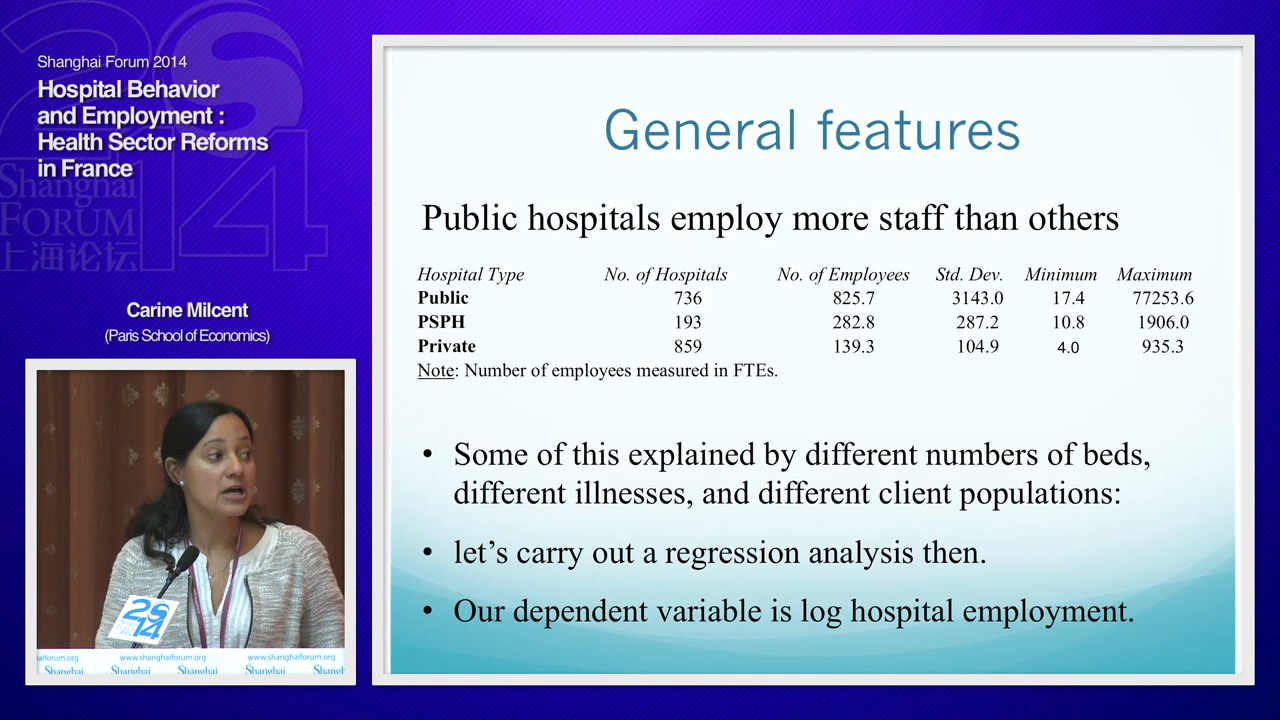 Shanghai Forum 2014
Hospital Behavior
and Employment :
Health Sector Reforms
in France
Shanghai
FORUM
上海论坛
Carine Milcent
(Paris School of Economics)
General features
Public hospitals employ more staff than others
Hospital Type No. of Hospitals No. of Employees Std. Dev. Minimum Maximum
Public 736 825.7 3143.0 17.4 77253.6
PSPH 193 282.8 287.2 10.8 1906.0
Private 859 139.3 104.9 4.0 935.3
Note: Number of employees measured in FTEs.
• Some of this explained by different numbers of beds,
different illnesses, and different client populations:
• let’s carry out a regression analysis then.
• Our dependent variable is log hospital employment.
2014
aiforum.org www.shanghaiforum.org www.shanghaiforum.org
Shanghai Shanghai Shanghai Shanghai Shangh